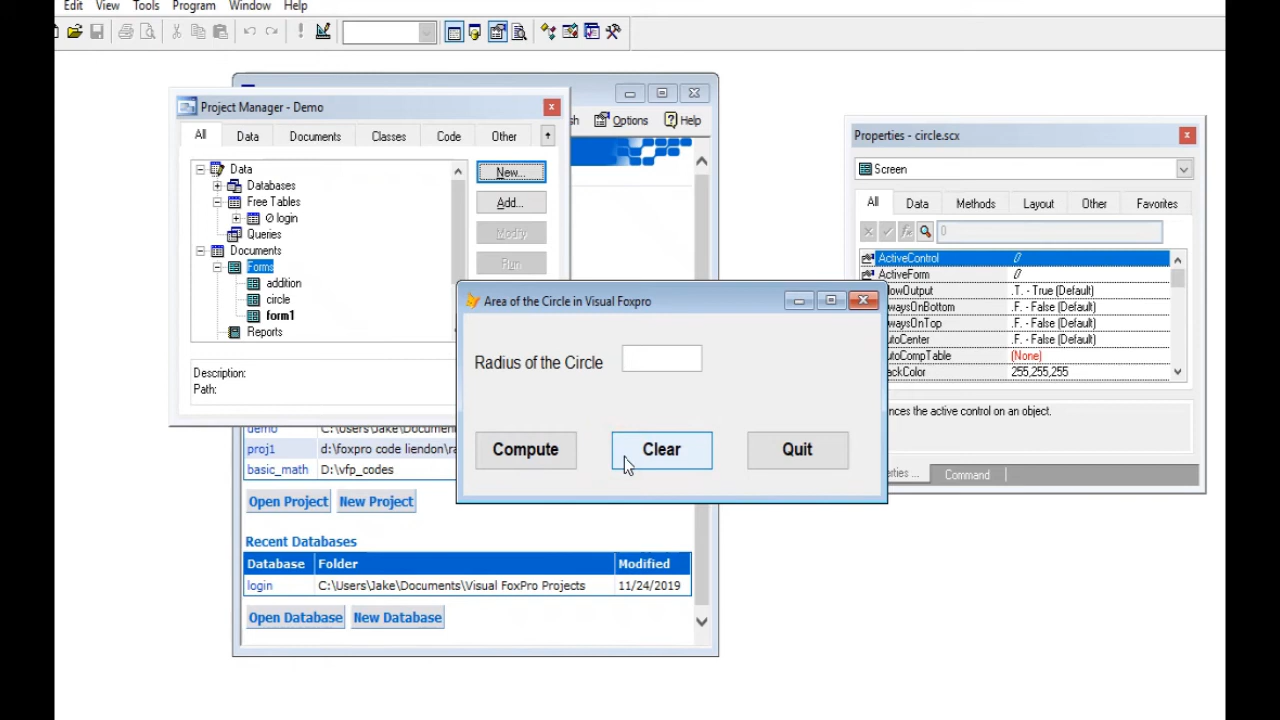 Edit View Tools Program Window Help
Project Manager - Demo
All Data Documents Classes Code Other
Data
Databases
Free Tables
login
Queries
Documents
Forms
addition
circle
form1
Reports
New...
Add...
Modify
Run
Description:
Path:
Options Help
demo C:\Users\Jake\Document
proj1 d:\foxpro code liendon\ra
basic_math D:\vfp_codes
Open Project New Project
Recent Databases
Database Folder Modified
login C:\Users\Jake\Documents\Visual FoxPro Projects 11/24/2019
Open Database New Database
Area of the Circle in Visual Foxpro
Radius of the Circle
Compute Clear Quit
Properties - circle.scx
Screen
All Data Methods Layout Other Favorites
0
ActiveControl 0
ActiveForm 0
lowOutput .T. - True (Default)
waysOnBottom .F. - False (Default)
waysOnTop .F. - False (Default)
utoCenter .F. - False (Default)
utoCompTable (None)
ackColor 255,255,255
nces the active control on an object.
erties ... Command